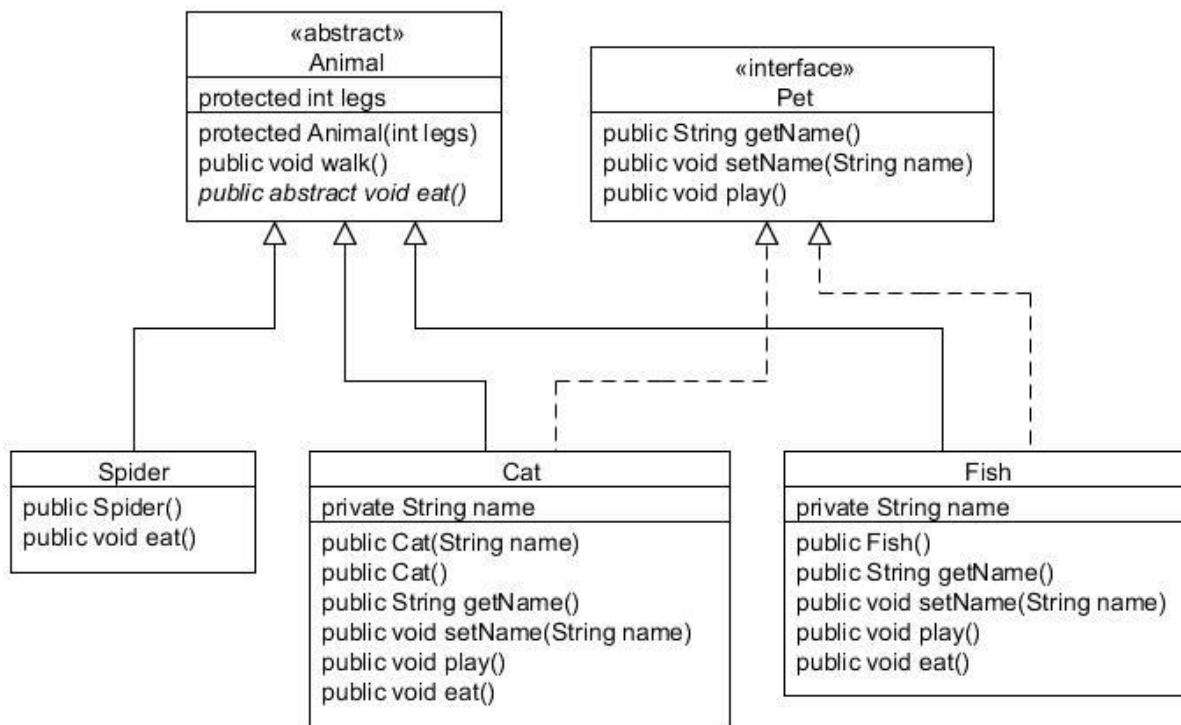 «abstract»
Animal
protected int legs
protected Animal(int legs)
public void walk()
public abstract void eat()
«interface»
Pet
public String getName()
public void setName(String name)
public void play()
Spider
public Spider()
public void eat()
Cat
private String name
public Cat(String name)
public Cat()
public String getName()
public void setName(String name)
public void play()
public void eat()
Fish
private String name
public Fish()
public String getName()
public void setName(String name)
public void play()
public void eat()